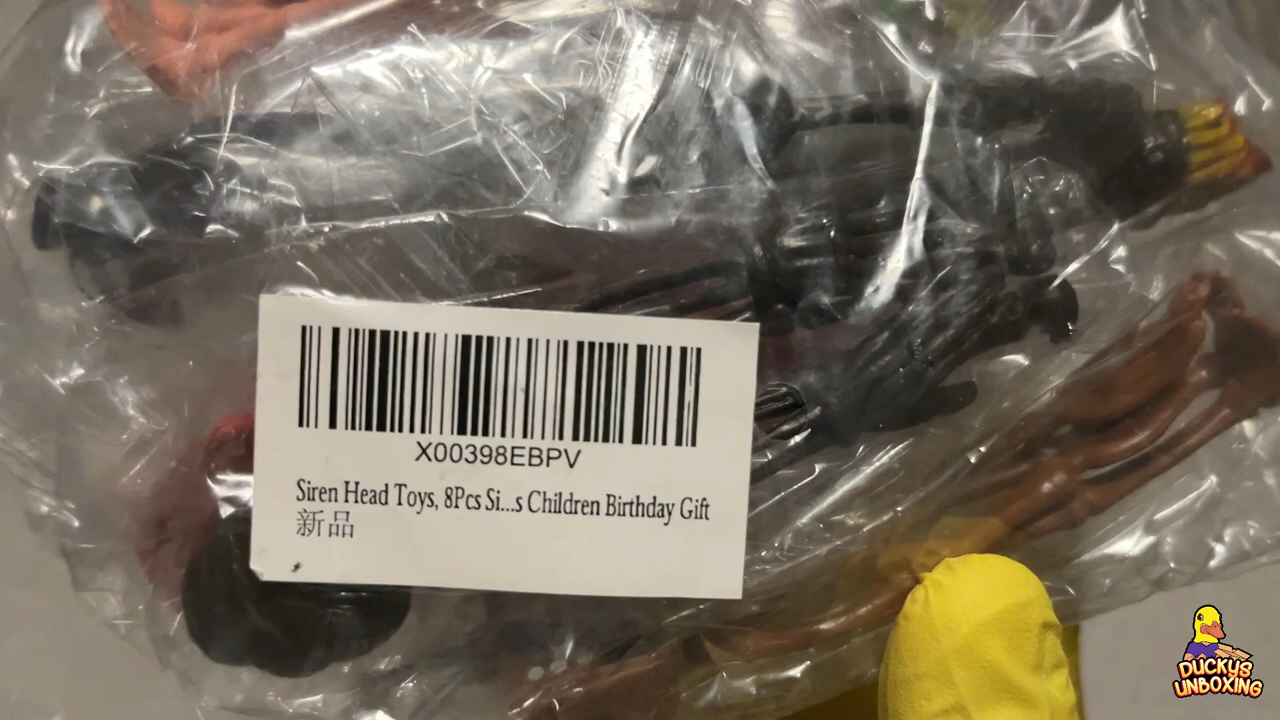 X00398EBPV
Siren Head Toys, 8Pcs Si...s Children Birthday Gift
新品
DUCKYS
UNBOXING